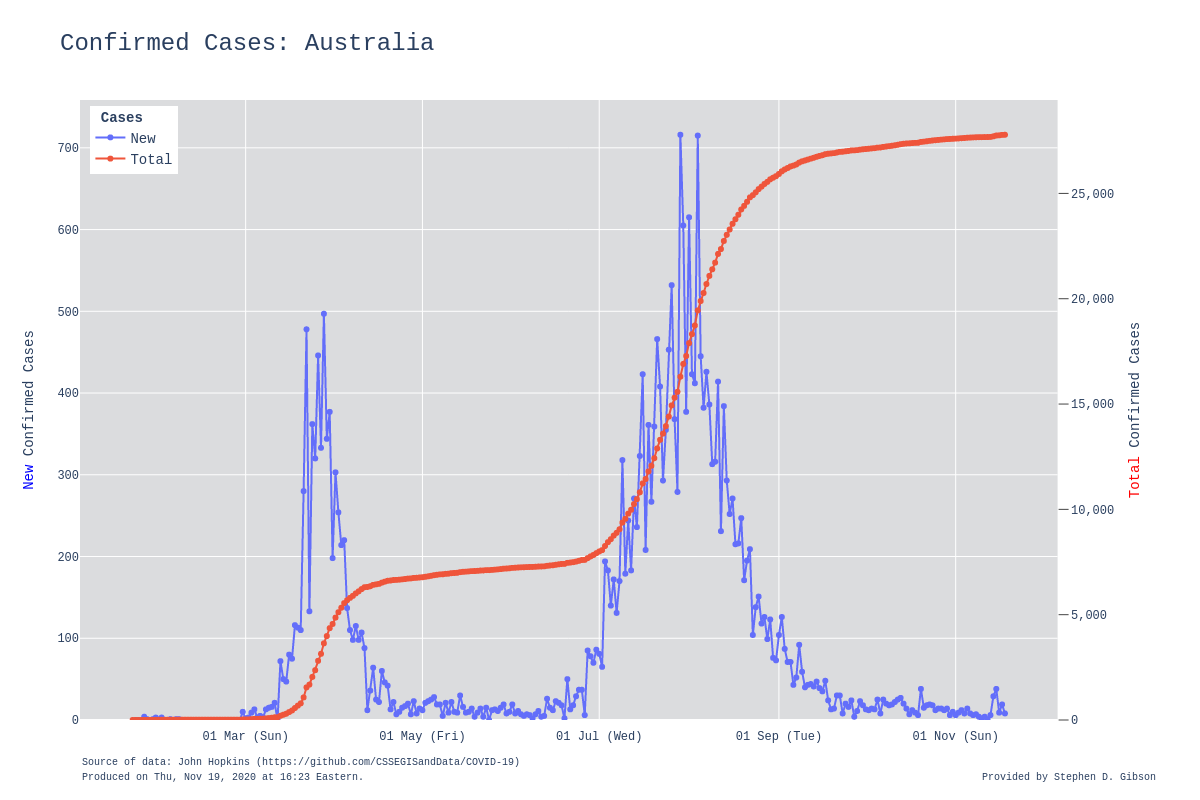 Confirmed Cases: Australia
Cases
New
Total
700
600
500
400
300
200
100
0
25,000
20,000
15,000
10,000
5,000
0
New Confirmed Cases
Total Confirmed Cases
01 Mar (Sun)
01 May (Fri)
01 Jul (Wed)
01 Sep (Tue)
01 Nov (Sun)
Source of data: John Hopkins (https://github.com/CSSEGISandData/COVID-19)
Produced on Thu, Nov 19, 2020 at 16:23 Eastern.
Provided by Stephen D. Gibson